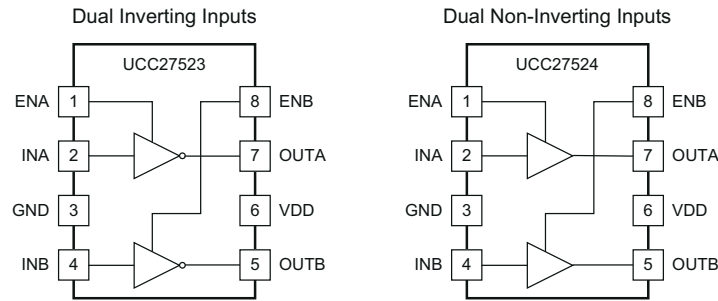 Dual Inverting Inputs
UCC27523
ENA 1 8 ENB
INA 2 7 OUTA
GND 3 6 VDD
INB 4 5 OUTB
Dual Non-Inverting Inputs
UCC27524
ENA 1 8 ENB
INA 2 7 OUTA
GND 3 6 VDD
INB 4 5 OUTB